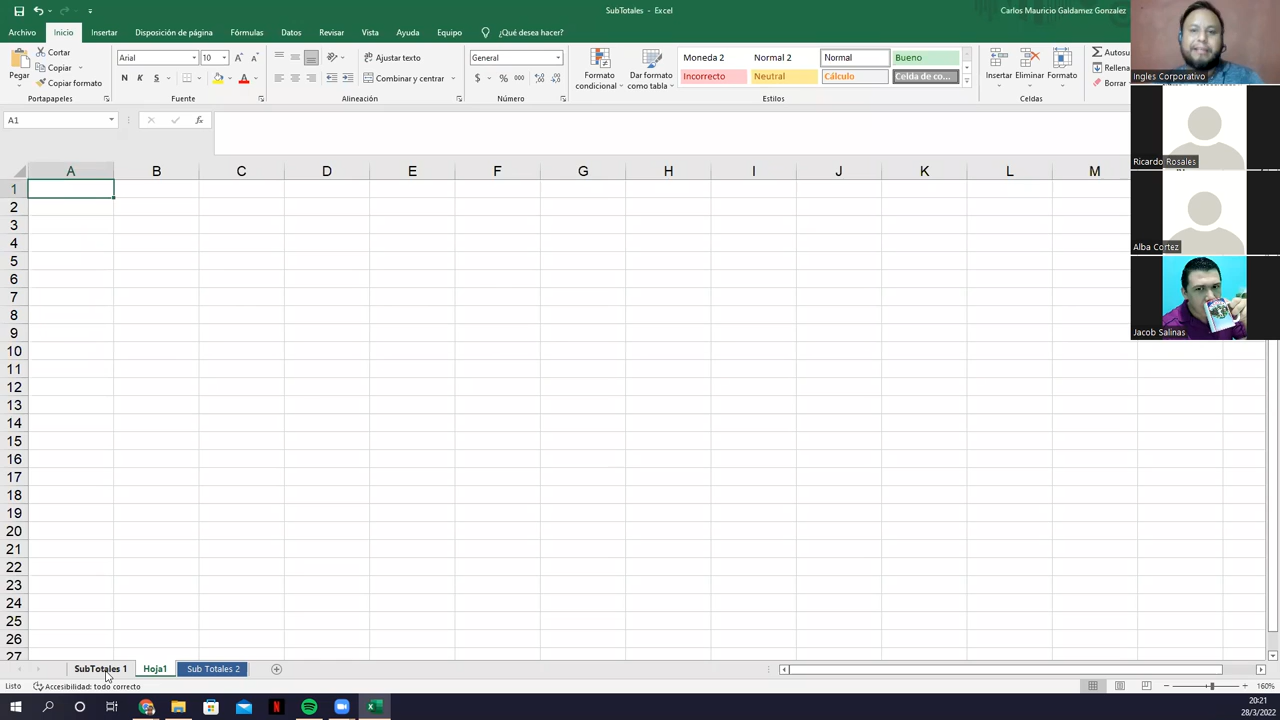 SubTotales - Excel
Carlos Mauricio Galdamez Gonzalez
Archivo Inicio Insertar Disposición de página Fórmulas Datos Revisar Vista Ayuda Equipo ¿Qué desea hacer?
Pegar
Cortar
Copiar
Copiar formato
Portapapeles
Arial 10
N K S
Fuente
Ajustar texto
Combinar y centrar
Alineación
General
$ % 000
Número
Formato condicional
Dar formato como tabla
Moneda 2 Normal 2 Normal Bueno
Incorrecto Neutral Cálculo Celda de co...
Estilos
Insertar Eliminar Formato
Celdas
Autosu
Rellena
Borrar
Ingles Corporativo
Ricardo Rosales
Alba Cortez
Jacob Salinas
A1
fx
A B C D E F G H I J K L M
1
2
3
4
5
6
7
8
9
10
11
12
13
14
15
16
17
18
19
20
21
22
23
24
25
26
27
SubTotales 1 Hoja1 Sub Totales 2
Listo Accesibilidad: todo correcto 160%
20:21
28/3/2022